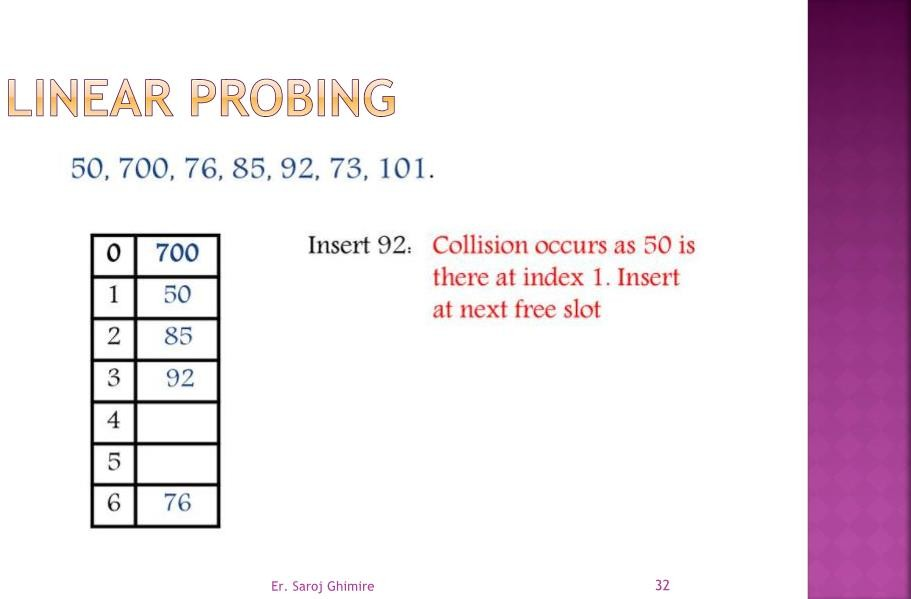 LINEAR PROBING
50, 700, 76, 85, 92, 73, 101.
0 700
1 50
2 85
3 92
4
5
6 76
Insert 92: Collision occurs as 50 is
there at index 1. Insert
at next free slot
Er. Saroj Ghimire
32